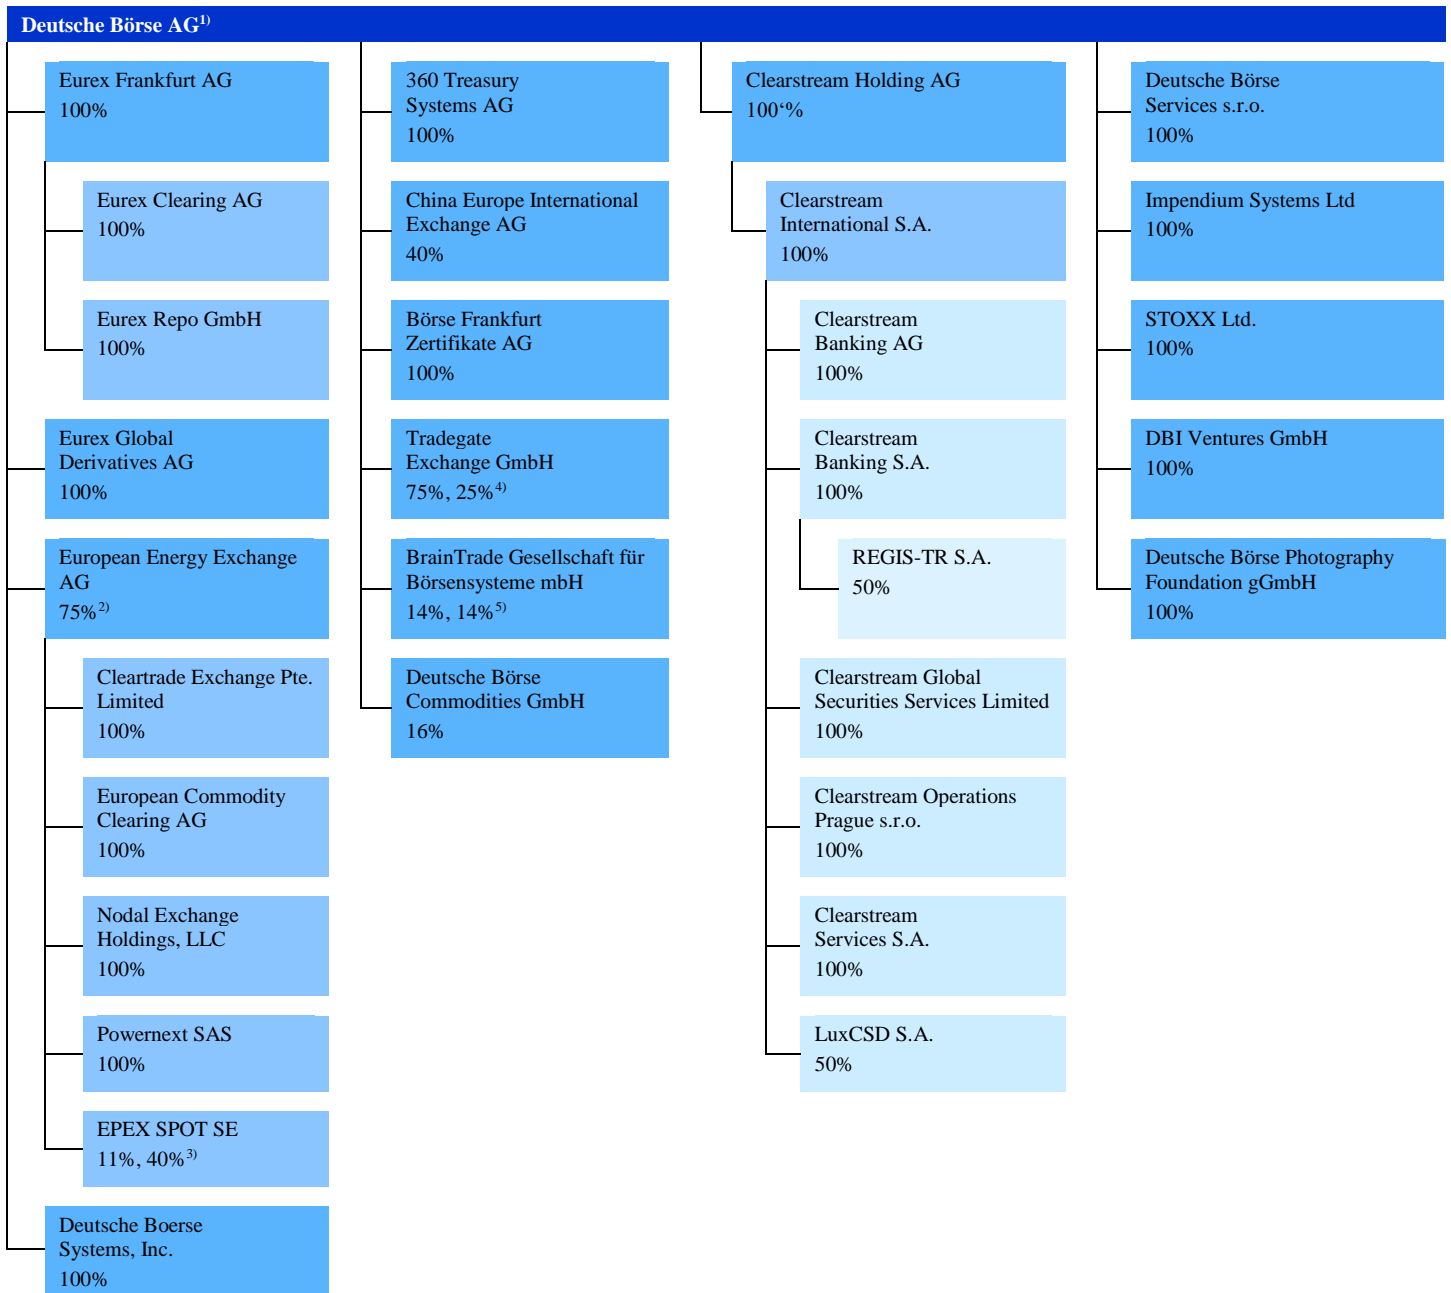 Deutsche Börse AG1)
Eurex Frankfurt AG
100%
Eurex Clearing AG
100%
Eurex Repo GmbH
100%
Eurex Global
Derivatives AG
100%
European Energy Exchange
AG
75%2)
Cleartrade Exchange Pte.
Limited
100%
European Commodity
Clearing AG
100%
Nodal Exchange
Holdings, LLC
100%
Powernext SAS
100%
EPEX SPOT SE
11%, 40%3)
Deutsche Boerse
Systems, Inc.
100%
360 Treasury
Systems AG
100%
China Europe International
Exchange AG
40%
Börse Frankfurt
Zertifikate AG
100%
Tradegate
Exchange GmbH
75%, 25%4)
BrainTrade Gesellschaft für
Börsensysteme mbH
14%, 14%5)
Deutsche Börse
Commodities GmbH
16%
Clearstream Holding AG
100‘%
Clearstream
International S.A.
100%
Clearstream
Banking AG
100%
Clearstream
Banking S.A.
100%
REGIS-TR S.A.
50%
Clearstream Global
Securities Services Limited
100%
Clearstream Operations
Prague s.r.o.
100%
Clearstream
Services S.A.
100%
LuxCSD S.A.
50%
Deutsche Börse
Services s.r.o.
100%
Impendium Systems Ltd
100%
STOXX Ltd.
100%
DBI Ventures GmbH
100%
Deutsche Börse Photography
Foundation gGmbH
100%